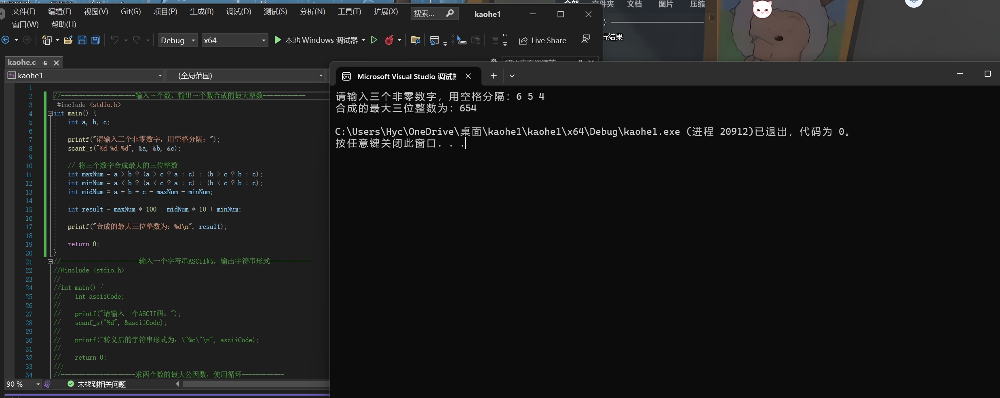 全部 文件夹 文档 图片 压缩
文件(F) 编辑(E) 视图(V) Git(G) 项目(P) 生成(B) 调试(D) 测试(S) 分析(N) 工具(T) 扩展(X) 搜索... kaohe1
窗口(W) 帮助(H)
Debug x64 本地 Windows 调试器 Live Share
行结果
kaohe.c
kaohe1 (全局范围)
Microsoft Visual Studio 调试
1
2 //---------------------输入三个数，输出三个数合成的最大整数------------
3 #include <stdio.h>
4 int main() {
5 int a, b, c;
6
7 printf("请输入三个非零数字，用空格分隔：");
8 scanf_s("%d %d %d", &a, &b, &c);
9
10 // 将三个数字合成最大的三位整数
11 int maxNum = a > b ? (a > c ? a : c) : (b > c ? b : c);
12 int minNum = a < b ? (a < c ? a : c) : (b < c ? b : c);
13 int midNum = a + b + c - maxNum - minNum;
14
15 int result = maxNum * 100 + midNum * 10 + minNum;
16
17 printf("合成的最大三位整数为：%d\n", result);
18
19 return 0;
20 }
21 //----------------------输入一个字符串ASCII码，输出字符串形式------------
22 //#include <stdio.h>
23 //
24 //int main() {
25 // int asciiCode;
26 //
27 // printf("请输入一个ASCII码：");
28 // scanf_s("%d", &asciiCode);
29 //
30 // printf("转义后的字符串形式为：\"%c\"\n", asciiCode);
31 //
32 // return 0;
33 //}
34 //---------------------求两个数的最大公因数，使用循环------------
90 % 未找到相关问题
请输入三个非零数字，用空格分隔：6 5 4
合成的最大三位整数为：654
C:\Users\Hyc\OneDrive\桌面\kaohe1\kaohe1\x64\Debug\kaohe1.exe (进程 20912)已退出，代码为 0。
按任意键关闭此窗口. . .